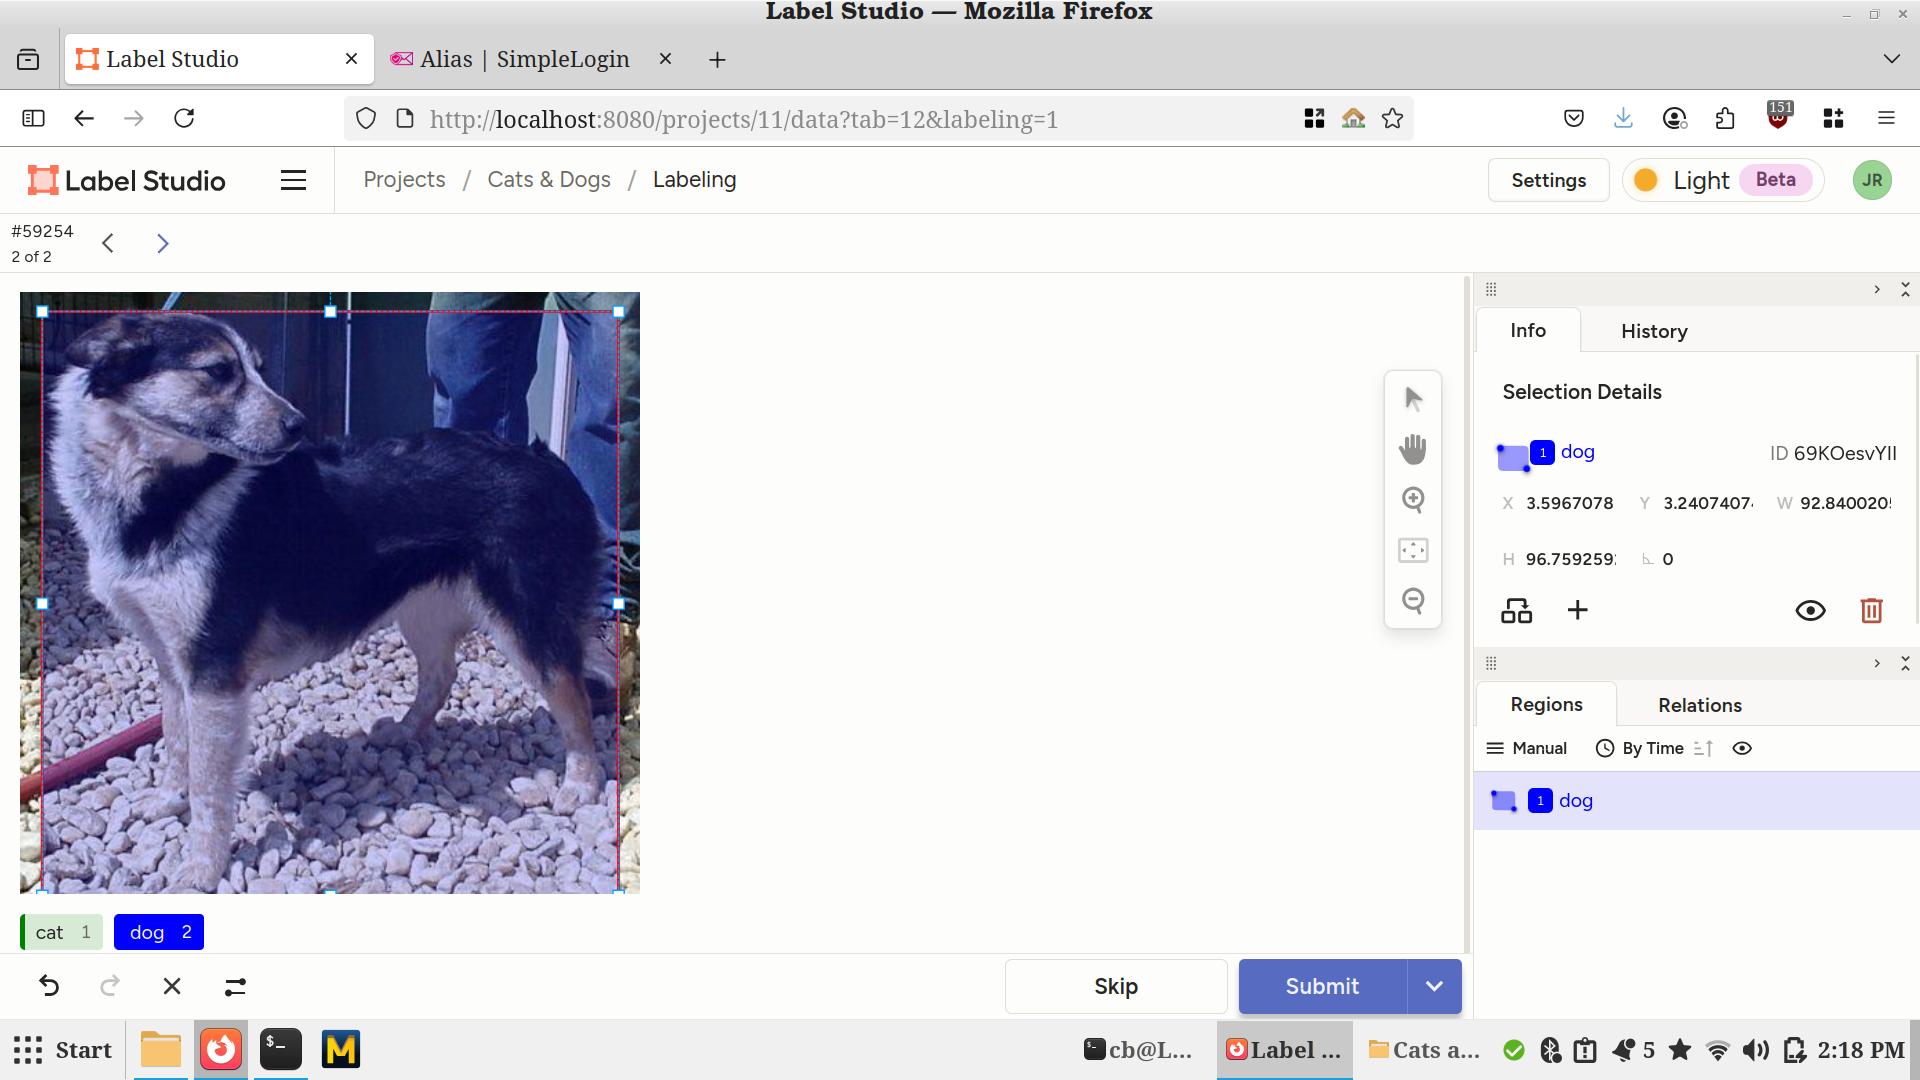 Label Studio — Mozilla Firefox
Label Studio
Alias | SimpleLogin
http://localhost:8080/projects/11/data?tab=12&labeling=1
151
Label Studio
Projects / Cats & Dogs / Labeling
Settings
Light Beta
JR
#59254
2 of 2
Info
History
Selection Details
1 dog
ID 69KOesvYII
X 3.5967078
Y 3.2407407
W 92.840020
H 96.759259
0
Regions
Relations
Manual
By Time
1 dog
cat 1
dog 2
Skip
Submit
Start
$_
M
cb@L...
Label ...
Cats a...
5
2:18 PM